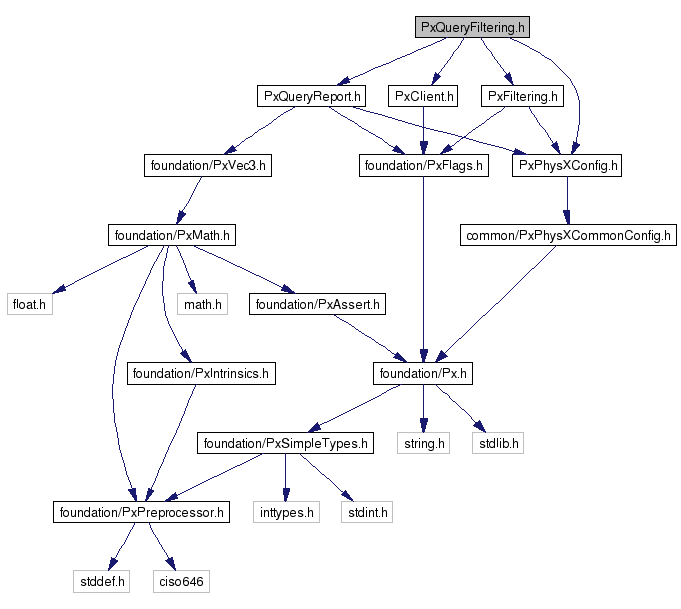 PxQueryFiltering.h
PxQueryReport.h
PxClient.h
PxFiltering.h
foundation/PxVec3.h
foundation/PxFlags.h
PxPhysXConfig.h
foundation/PxMath.h
common/PxPhysXCommonConfig.h
float.h
math.h
foundation/PxAssert.h
foundation/PxIntrinsics.h
foundation/Px.h
foundation/PxSimpleTypes.h
string.h
stdlib.h
foundation/PxPreprocessor.h
inttypes.h
stdint.h
stddef.h
ciso646